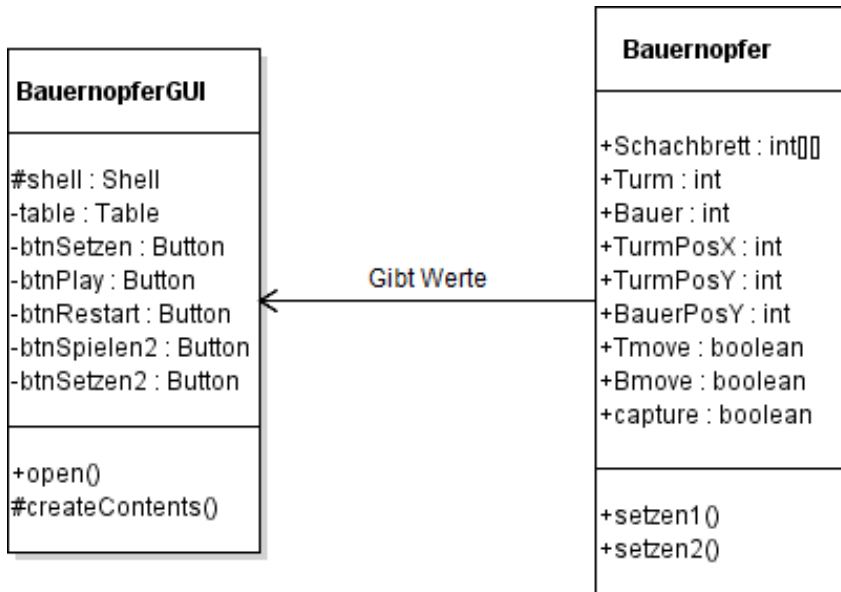 BauernopferGUI
#shell : Shell
-table : Table
-btnSetzen : Button
-btnPlay : Button
-btnRestart : Button
-btnSpielen2 : Button
-btnSetzen2 : Button
+open()
#createContents()
Gibt Werte
Bauernopfer
+Schachbrett : int[][]
+Turm : int
+Bauer : int
+TurmPosX : int
+TurmPosY : int
+BauerPosY : int
+Tmove : boolean
+Bmove : boolean
+capture : boolean
+setzen1()
+setzen2()